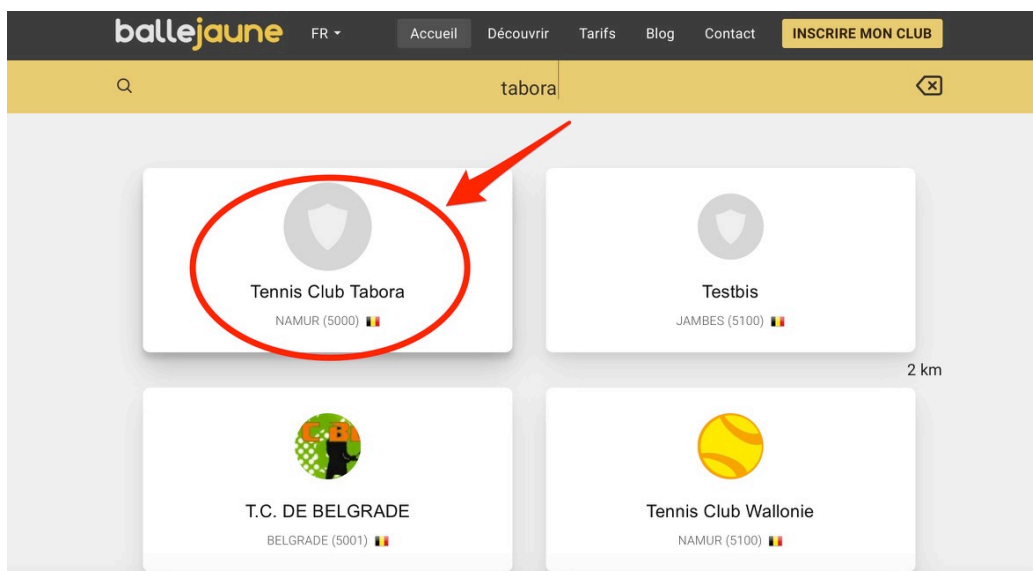 ballejaune FR Accueil Découvrir Tarifs Blog Contact INSCRIRE MON CLUB
tabora
Tennis Club Tabora
NAMUR (5000)
Testbis
JAMBES (5100)
2 km
C B
T.C. DE BELGRADE
BELGRADE (5001)
Tennis Club Wallonie
NAMUR (5100)